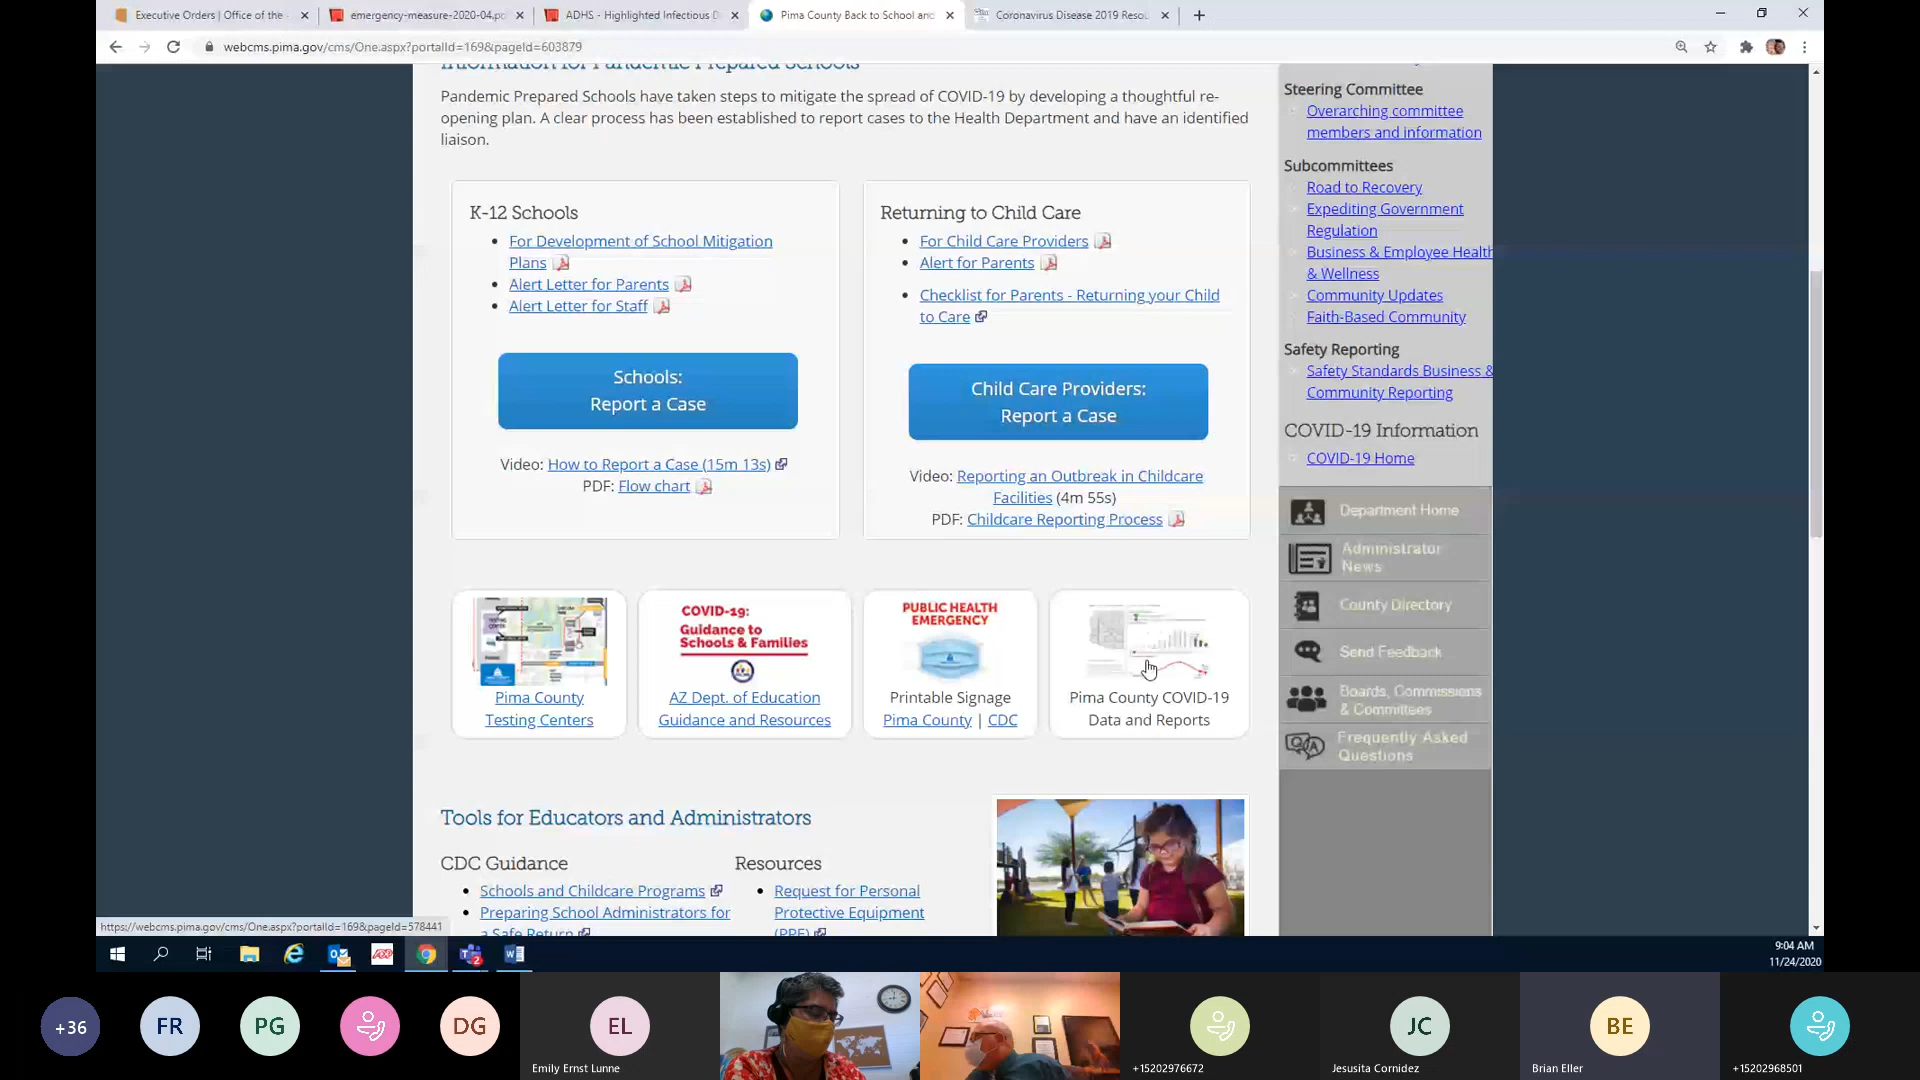 Executive Orders | Office of the
emergency-measure-2020-04.pd
ADHS - Highlighted Infectious D
Pima County Back to School and
Coronavirus Disease 2019 Resou
webcms.pima.gov/cms/One.aspx?portalId=169&pageId=603879
Information for Pandemic Prepared Schools
Pandemic Prepared Schools have taken steps to mitigate the spread of COVID-19 by developing a thoughtful re-
opening plan. A clear process has been established to report cases to the Health Department and have an identified
liaison.
K-12 Schools
For Development of School Mitigation
Plans
Alert Letter for Parents
Alert Letter for Staff
Schools:
Report a Case
Video: How to Report a Case (15m 13s)
PDF: Flow chart
Returning to Child Care
For Child Care Providers
Alert for Parents
Checklist for Parents - Returning your Child
to Care
Child Care Providers:
Report a Case
Video: Reporting an Outbreak in Childcare
Facilities (4m 55s)
PDF: Childcare Reporting Process
Pima County
Testing Centers
COVID-19:
Guidance to
Schools & Families
AZ Dept. of Education
Guidance and Resources
PUBLIC HEALTH
EMERGENCY
Printable Signage
Pima County | CDC
Pima County COVID-19
Data and Reports
Tools for Educators and Administrators
CDC Guidance
Schools and Childcare Programs
Preparing School Administrators for
a Safe Return
Resources
Request for Personal
Protective Equipment
(PPE)
Steering Committee
Overarching committee
members and information
Subcommittees
Road to Recovery
Expediting Government
Regulation
Business & Employee Health
& Wellness
Community Updates
Faith-Based Community
Safety Reporting
Safety Standards Business &
Community Reporting
COVID-19 Information
COVID-19 Home
Department Home
Administrator
News
County Directory
Send Feedback
Boards, Commissions
& Committees
Frequently Asked
Questions
https://webcms.pima.gov/cms/One.aspx?portalId=169&pageId=578441
9:04 AM
11/24/2020
+36
FR
PG
DG
EL
Emily Ernst Lunne
+15202976672
JC
Jesusita Cornidez
BE
Brian Eller
+15202968501